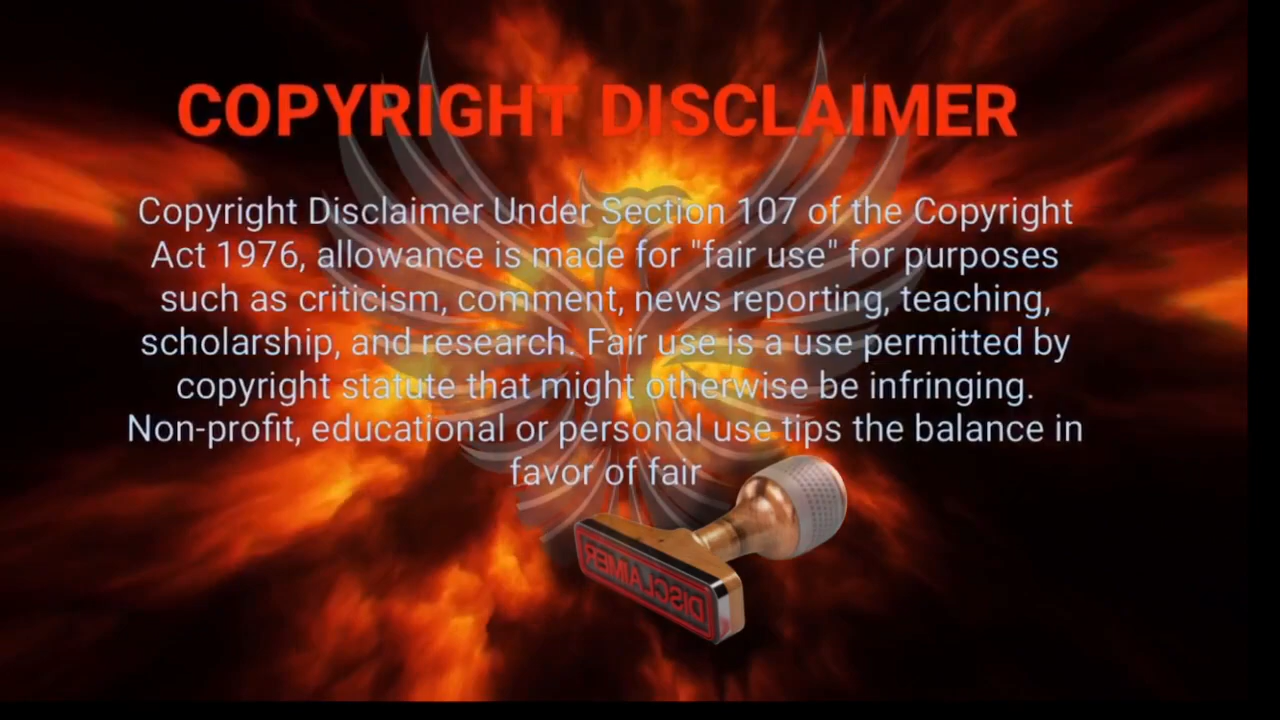 COPYRIGHT DISCLAIMER
Copyright Disclaimer Under Section 107 of the Copyright
Act 1976, allowance is made for "fair use" for purposes
such as criticism, comment, news reporting, teaching,
scholarship, and research. Fair use is a use permitted by
copyright statute that might otherwise be infringing.
Non-profit, educational or personal use tips the balance in
favor of fair
DISCLAIMER